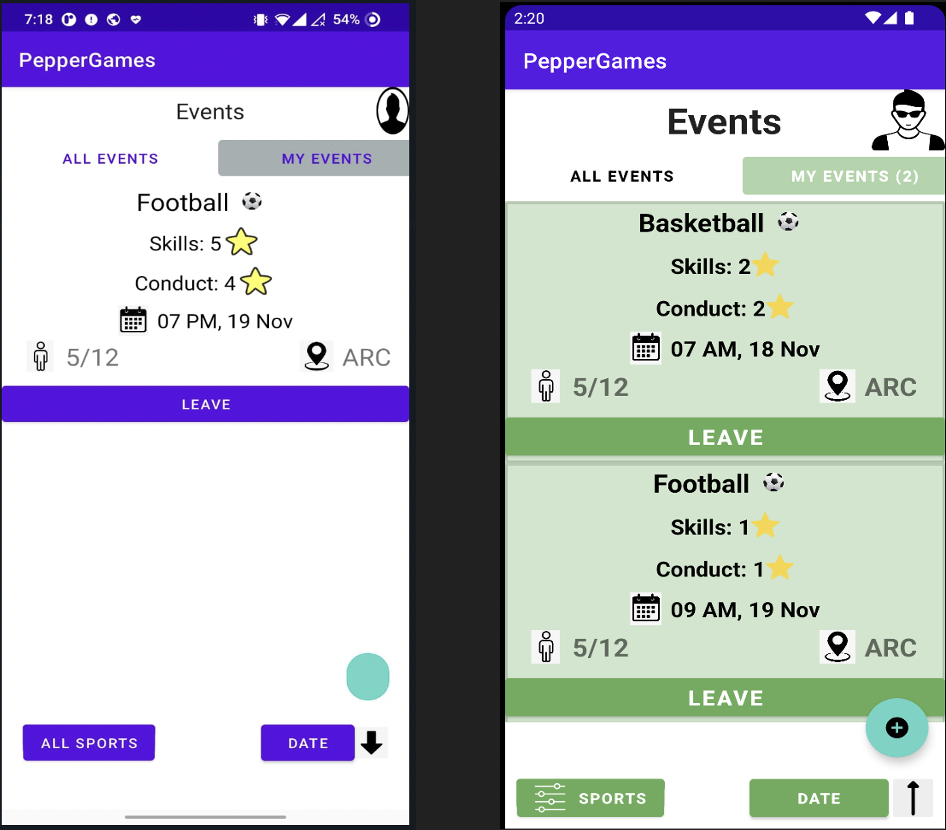 7:18 54%
PepperGames
Events
ALL EVENTS MY EVENTS
Football
Skills: 5
Conduct: 4
07 PM, 19 Nov
5/12 ARC
LEAVE
ALL SPORTS DATE
2:20
PepperGames
Events
ALL EVENTS MY EVENTS (2)
Basketball
Skills: 2
Conduct: 2
07 AM, 18 Nov
5/12 ARC
LEAVE
Football
Skills: 1
Conduct: 1
09 AM, 19 Nov
5/12 ARC
LEAVE
SPORTS DATE